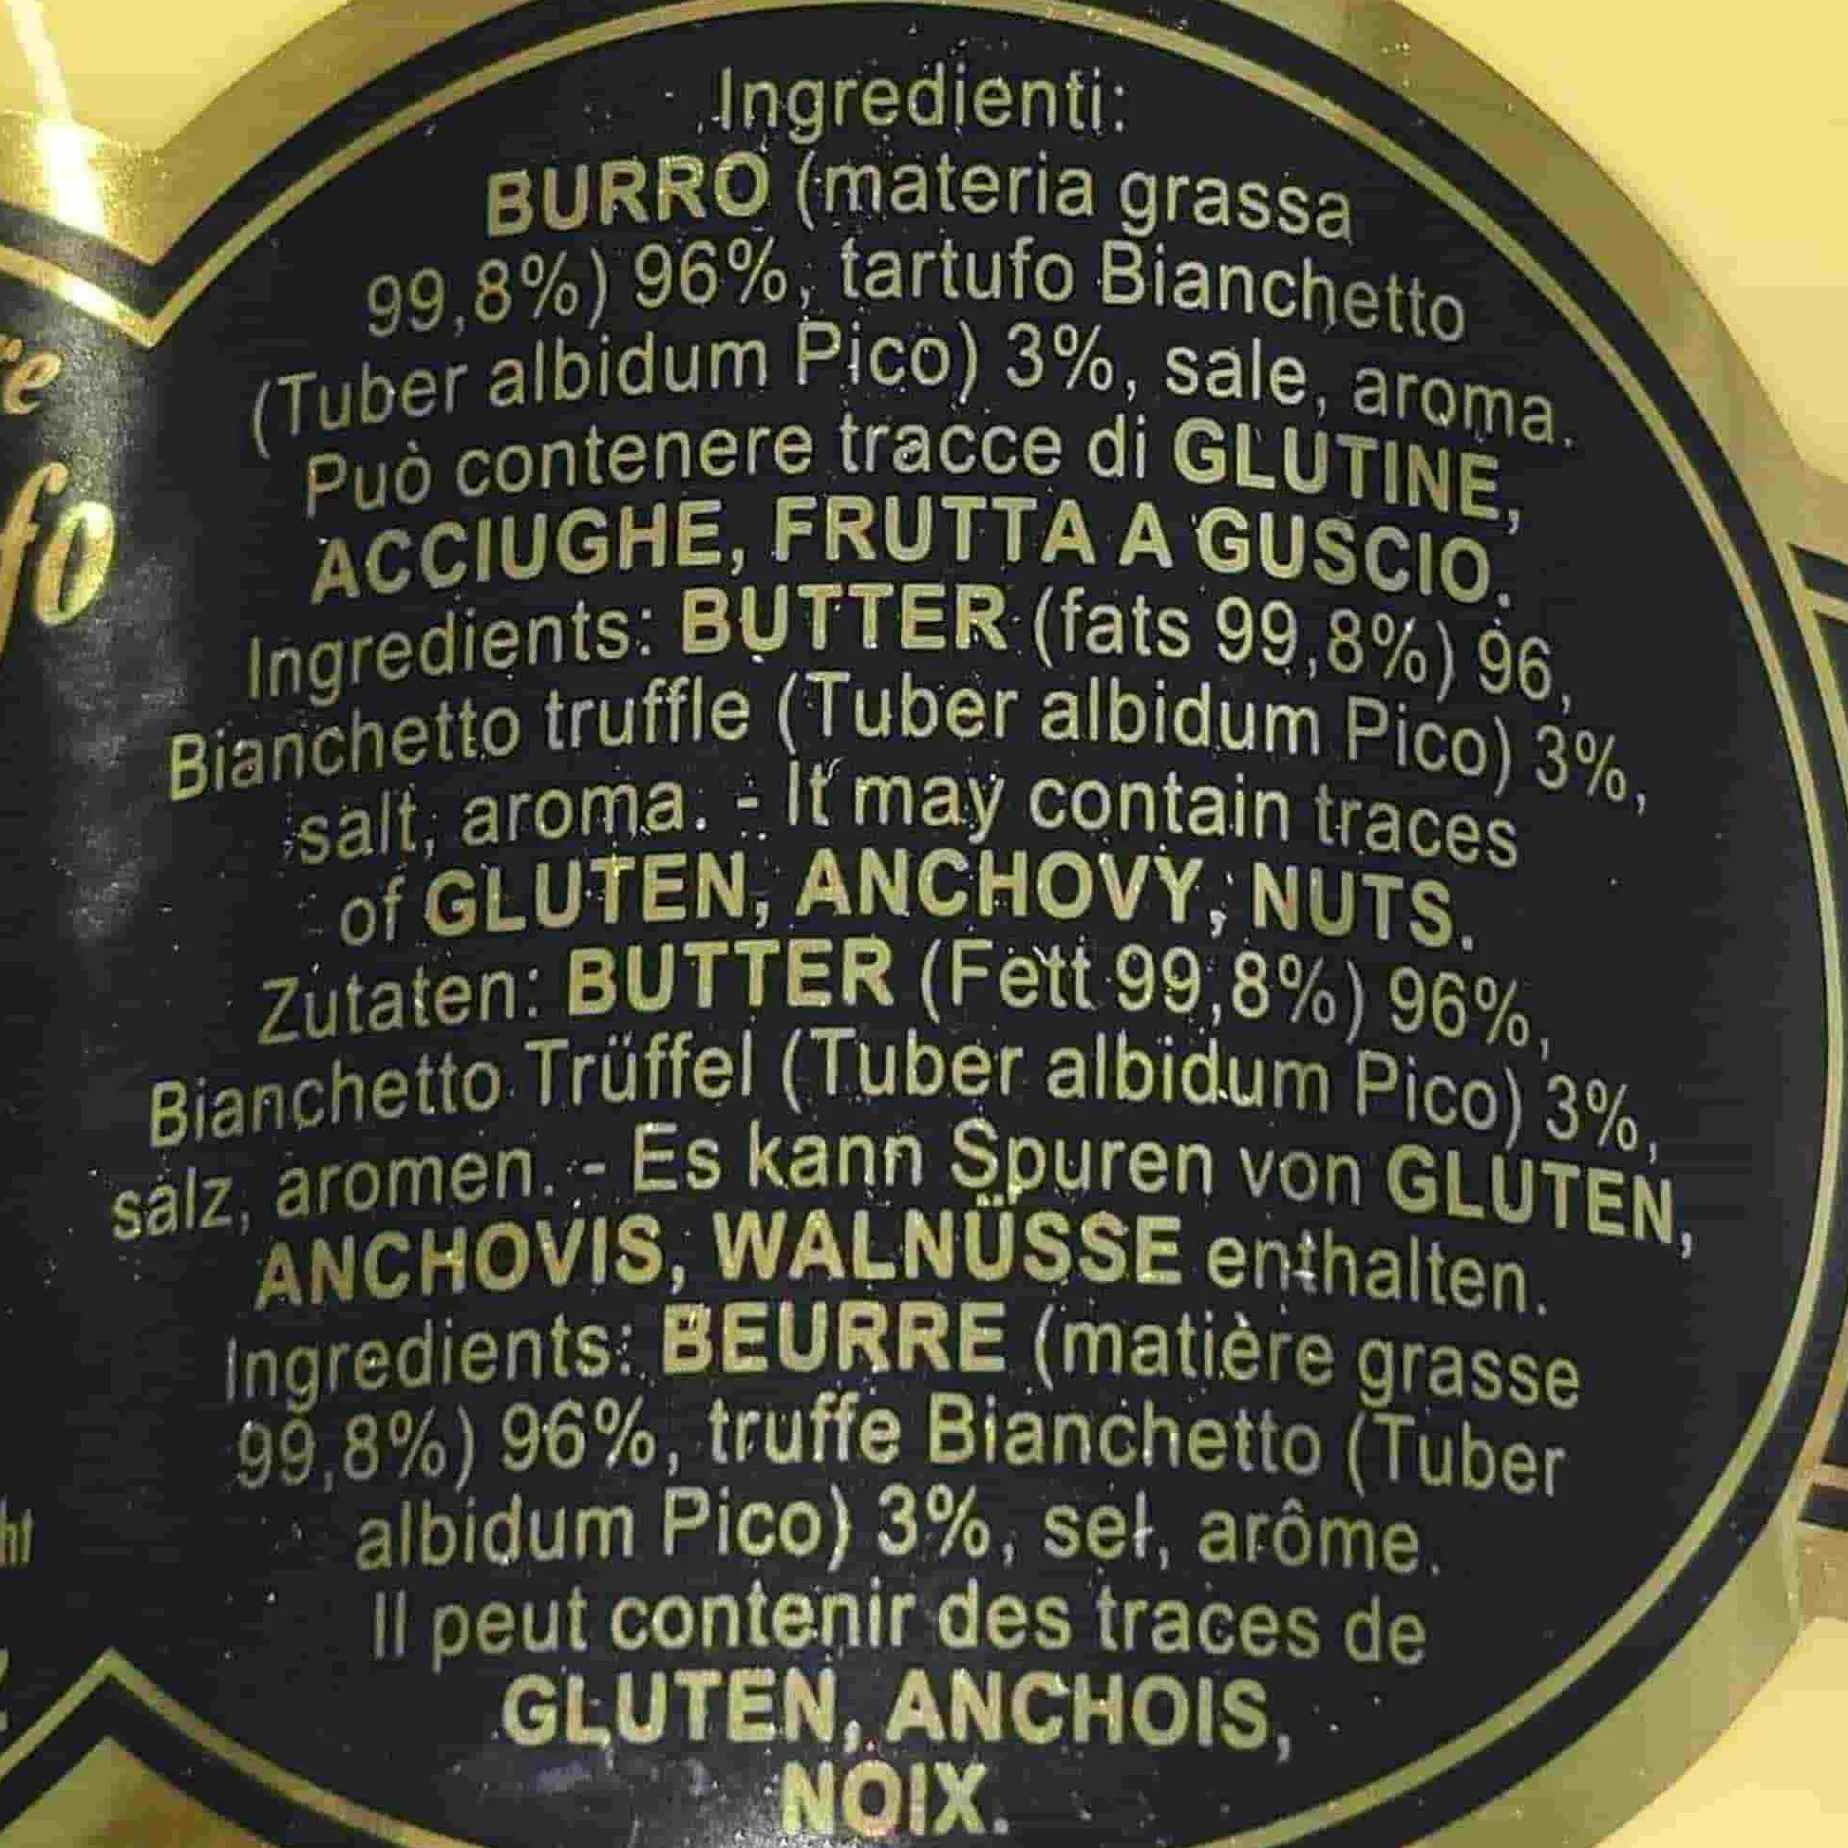 Ingredienti:
BURRO (materia grassa
99,8%) 96%, tartufo Bianchetto
(Tuber albidum Pico) 3%, sale, aroma.
Può contenere tracce di GLUTINE,
ACCIUGHE, FRUTTA A GUSCIO.
Ingredients: BUTTER (fats 99,8%) 96,
Bianchetto truffle (Tuber albidum Pico) 3%,
salt, aroma. - It may contain traces
of GLUTEN, ANCHOVY, NUTS.
Zutaten: BUTTER (Fett 99,8%) 96%,
Bianchetto Trüffel (Tuber albidum Pico) 3%,
salz, aromen. - Es kann Spuren von GLUTEN,
ANCHOVIS, WALNÜSSE enthalten.
Ingredients: BEURRE (matière grasse
99,8%) 96%, truffe Bianchetto (Tuber
albidum Pico) 3%, sel, arôme.
Il peut contenir des traces de
GLUTEN, ANCHOIS,
NOIX.